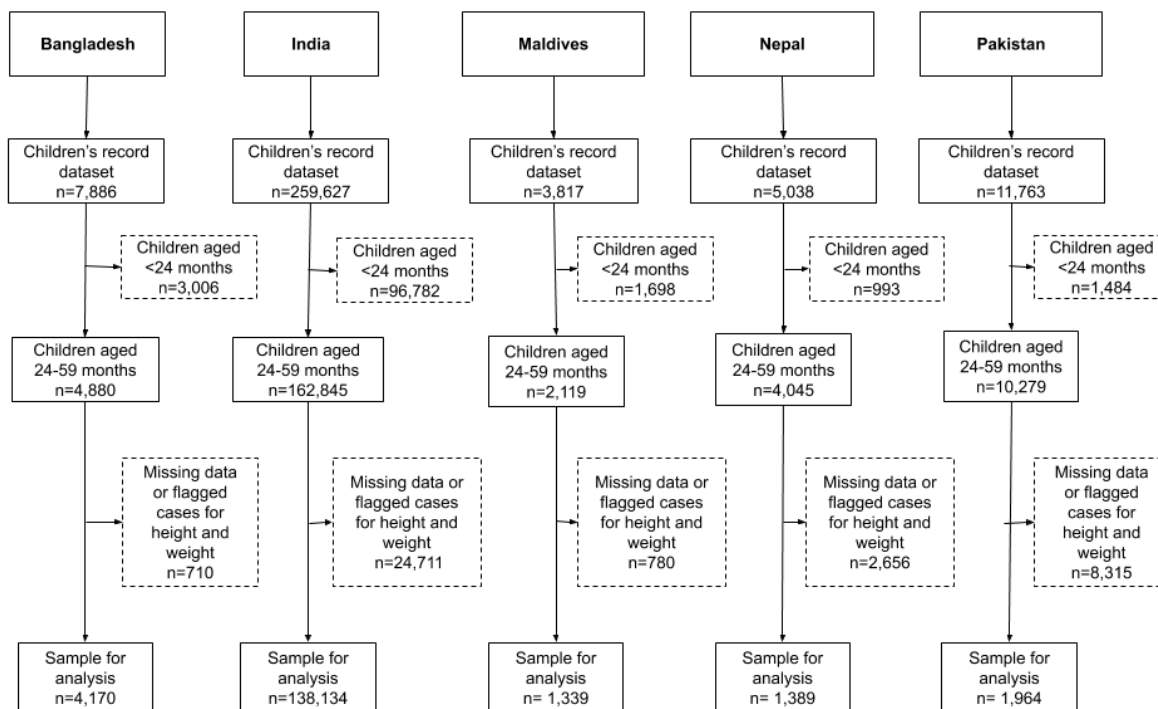 Bangladesh
India
Maldives
Nepal
Pakistan
Children's record
dataset
n=7,886
Children's record
dataset
n=259,627
Children's record
dataset
n=3,817
Children's record
dataset
n=5,038
Children's record
dataset
n=11,763
Children aged
<24 months
n=3,006
Children aged
<24 months
n=96,782
Children aged
<24 months
n=1,698
Children aged
<24 months
n=993
Children aged
<24 months
n=1,484
Children aged
24-59 months
n=4,880
Children aged
24-59 months
n=162,845
Children aged
24-59 months
n=2,119
Children aged
24-59 months
n=4,045
Children aged
24-59 months
n=10,279
Missing data
or flagged
cases for
height and
weight
n=710
Missing data or
flagged cases
for height and
weight
n=24,711
Missing data or
flagged cases
for height and
weight
n=780
Missing data or
flagged cases
for height and
weight
n=2,656
Missing data
or flagged
cases for
height and
weight
n=8,315
Sample for
analysis
n=4,170
Sample for
analysis
n=138,134
Sample for
analysis
n= 1,339
Sample for
analysis
n= 1,389
Sample for
analysis
n= 1,964